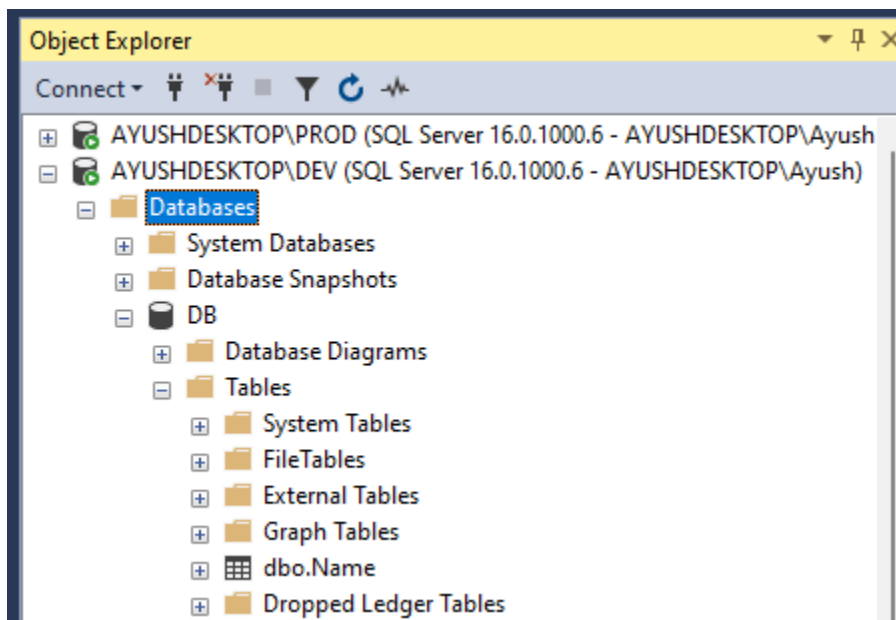 Object Explorer
Connect
AYUSHDESKTOP\PROD (SQL Server 16.0.1000.6 - AYUSHDESKTOP\Ayush
AYUSHDESKTOP\DEV (SQL Server 16.0.1000.6 - AYUSHDESKTOP\Ayush)
Databases
System Databases
Database Snapshots
DB
Database Diagrams
Tables
System Tables
FileTables
External Tables
Graph Tables
dbo.Name
Dropped Ledger Tables